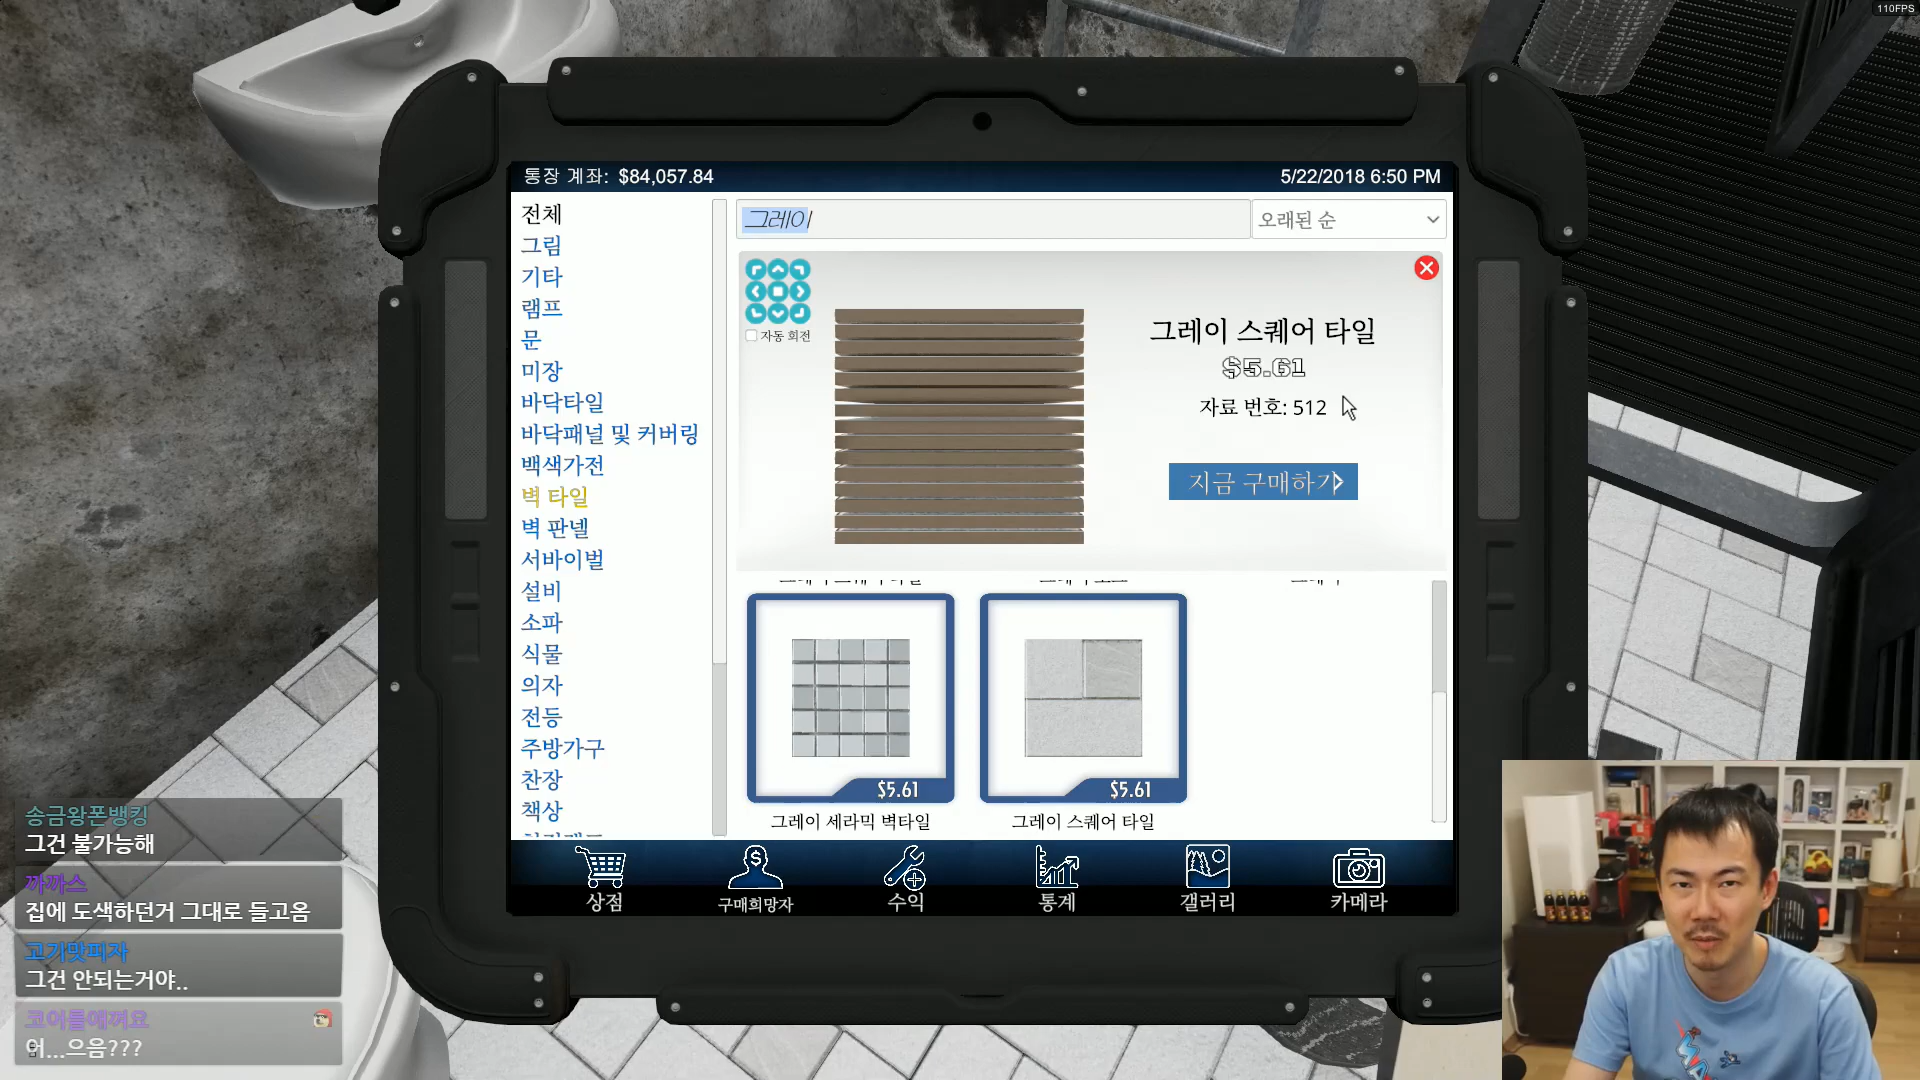 110FPS
통장 계좌: $84,057.84
5/22/2018 6:50 PM
전체
그림
기타
램프
문
미장
바닥타일
바닥패널 및 커버링
백색가전
벽 타일
벽 판넬
서바이벌
설비
소파
식물
의자
전등
주방가구
찬장
책상
그레이
오래된 순
자동 회전
그레이 스퀘어 타일
$5.61
자료 번호: 512
지금 구매하기
$5.61
$5.61
그레이 세라믹 벽타일
그레이 스퀘어 타일
상점
구매희망자
수익
통계
갤러리
카메라
송금왕폰뱅킹
그건 불가능해
까까스
집에 도색하던거 그대로 들고옴
고기맛피자
그건 안되는거야..
코어를에껴요
어...으음???